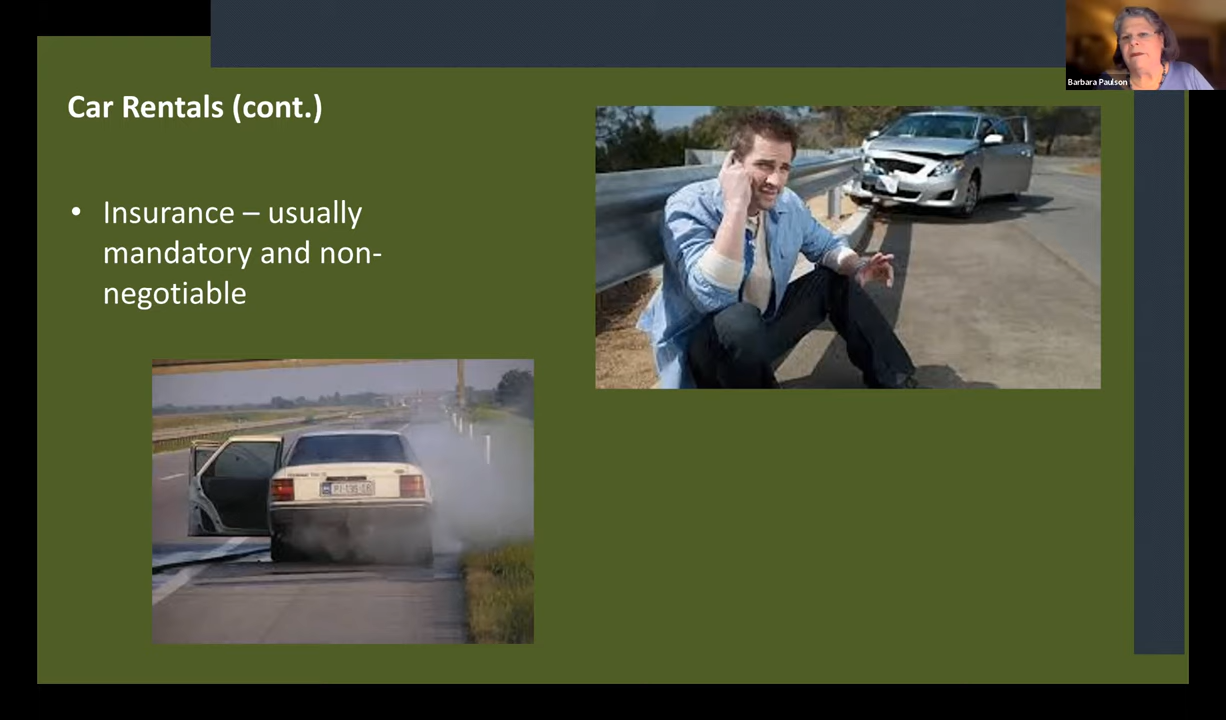 Barbara Paulson
Car Rentals (cont.)
• Insurance – usually
mandatory and non-
negotiable